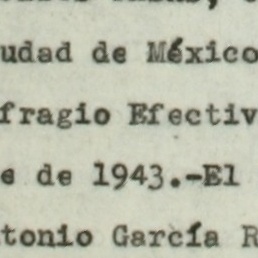 udad de México
fragio Efectiv
e de 1943.-El
tonio García R